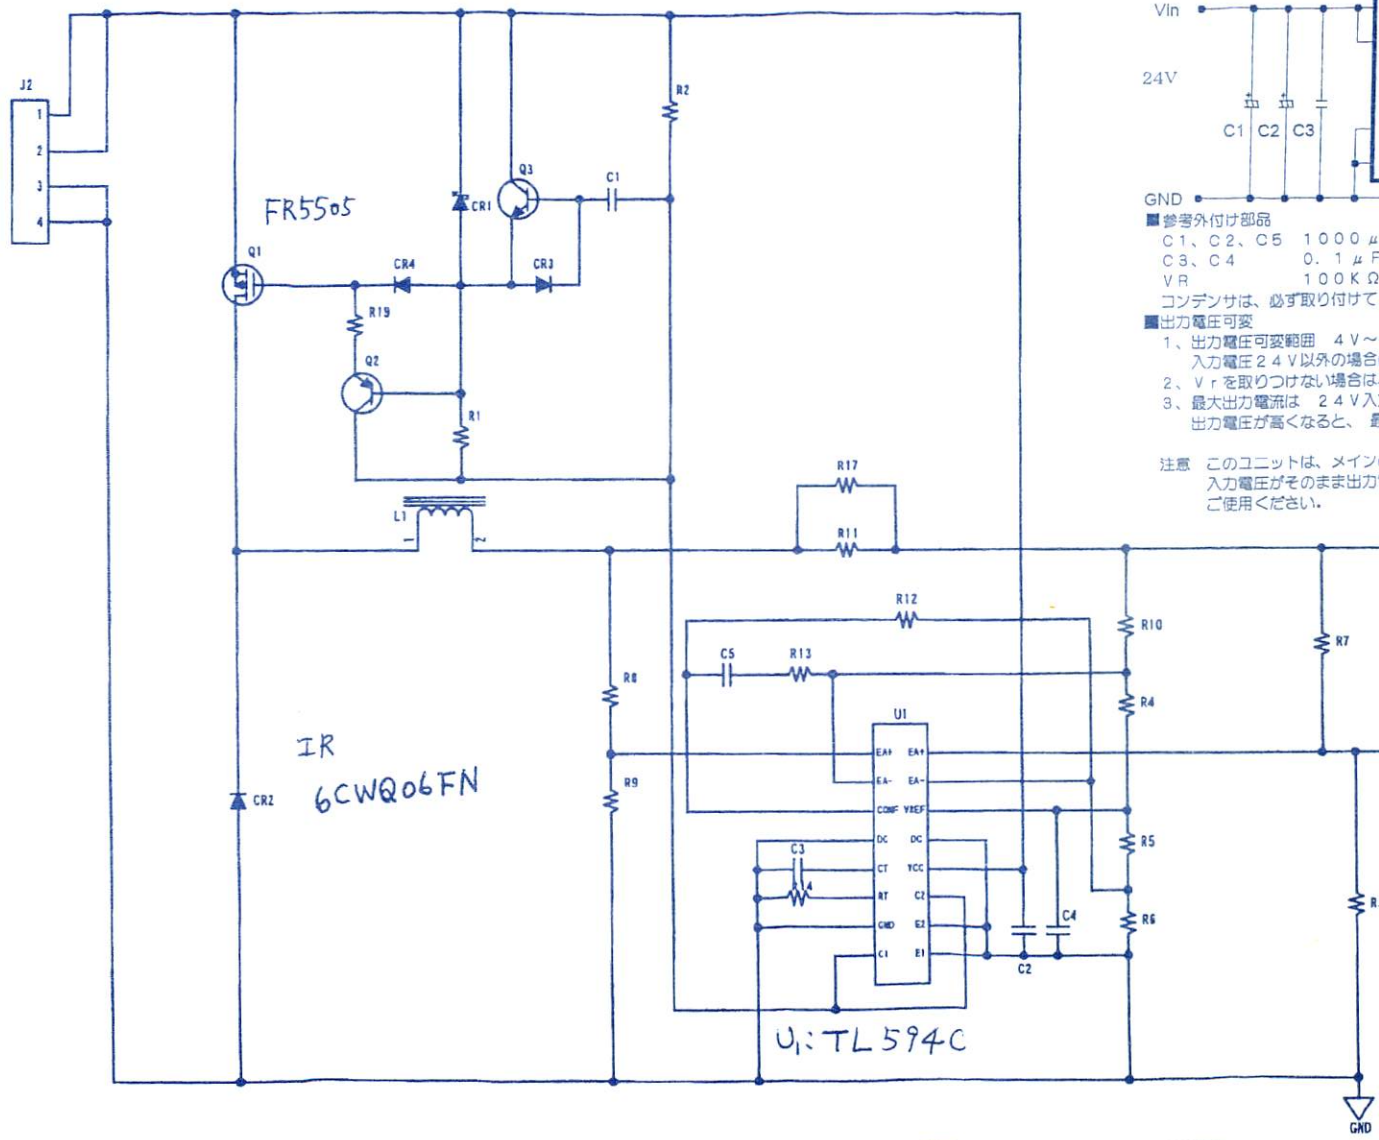 J2
1
2
3
4
FR5505
Q1
CR4
R19
Q2
CR1
Q3
CR3
C1
R2
R1
L1
1
2
R17
R11
R12
C5
R13
R10
R4
R7
R8
R9
IR
6CWQ06FN
CR2
U1
EA+ EA+
EA- EA-
COMP VREF
DC DC
CT VCC
RT C2
GND E2
C1 E1
C3
R5
R6
C4
C2
U1:TL594C
GND
Vin
24V
C1 C2 C3
GND
■参考外付け部品
C1、C2、C5 1000μ
C3、C4 0.1μF
VR 100KΩ
コンデンサは、必ず取り付けて
■出力電圧可変
1、出力電圧可変範囲 4V～
入力電圧24V以外の場合
2、Vrを取りつけない場合は
3、最大出力電流は 24V入
出力電圧が高くなると、
注意 このユニットは、メイン
入力電圧がそのまま出力
ご使用ください。